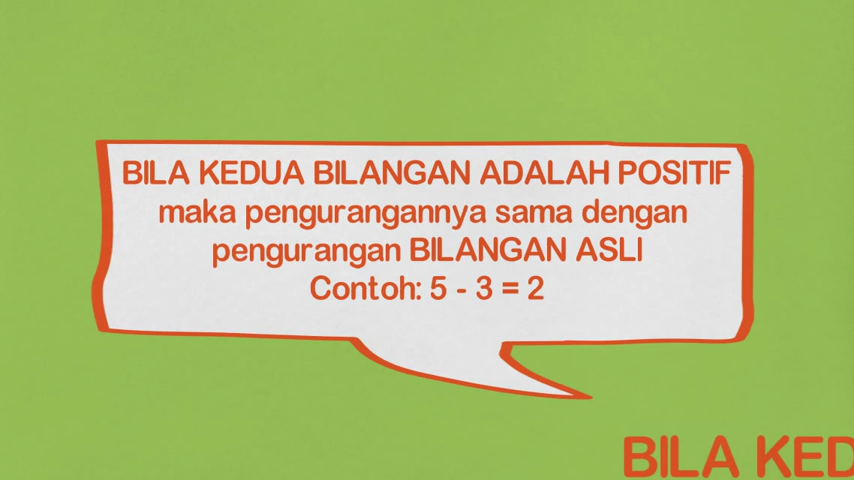 BILA KEDUA BILANGAN ADALAH POSITIF
maka pengurangannya sama dengan
pengurangan BILANGAN ASLI
Contoh: 5 - 3 = 2
BILA KED